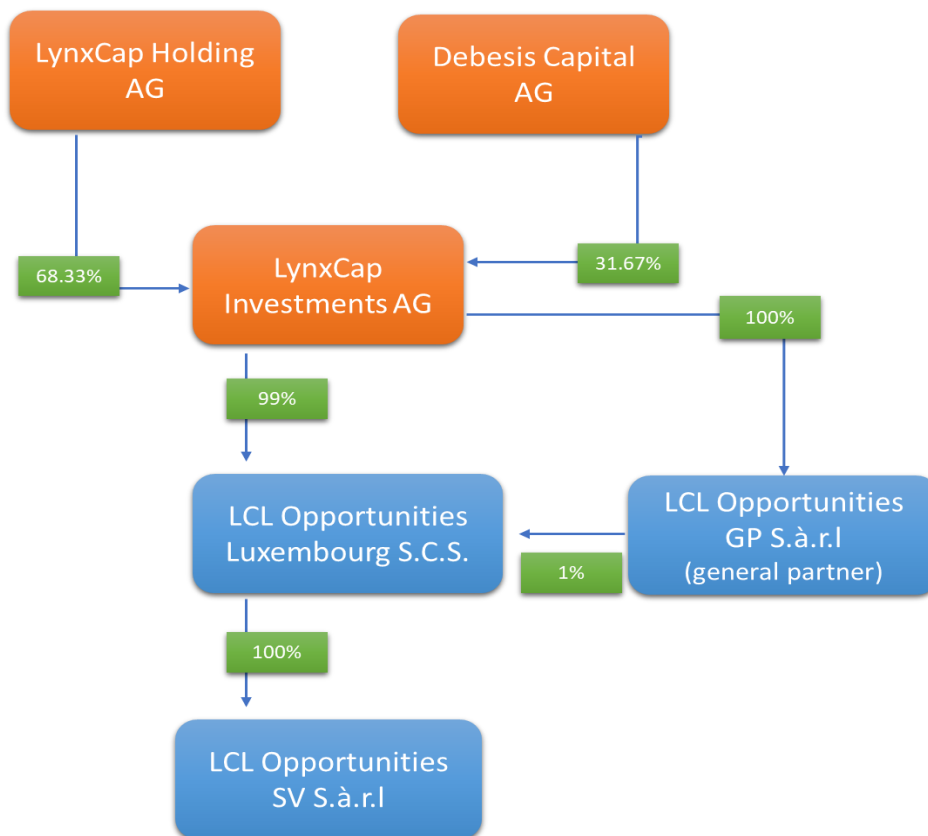 LynxCap Holding
AG
Debesis Capital
AG
68.33%
LynxCap
Investments AG
31.67%
100%
99%
LCL Opportunities
Luxembourg S.C.S.
1%
LCL Opportunities
GP S.à.r.l
(general partner)
100%
LCL Opportunities
SV S.à.r.l